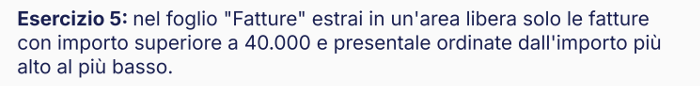 Esercizio 5: nel foglio "Fatture" estrai in un'area libera solo le fatture
con importo superiore a 40.000 e presentale ordinate dall'importo più
alto al più basso.